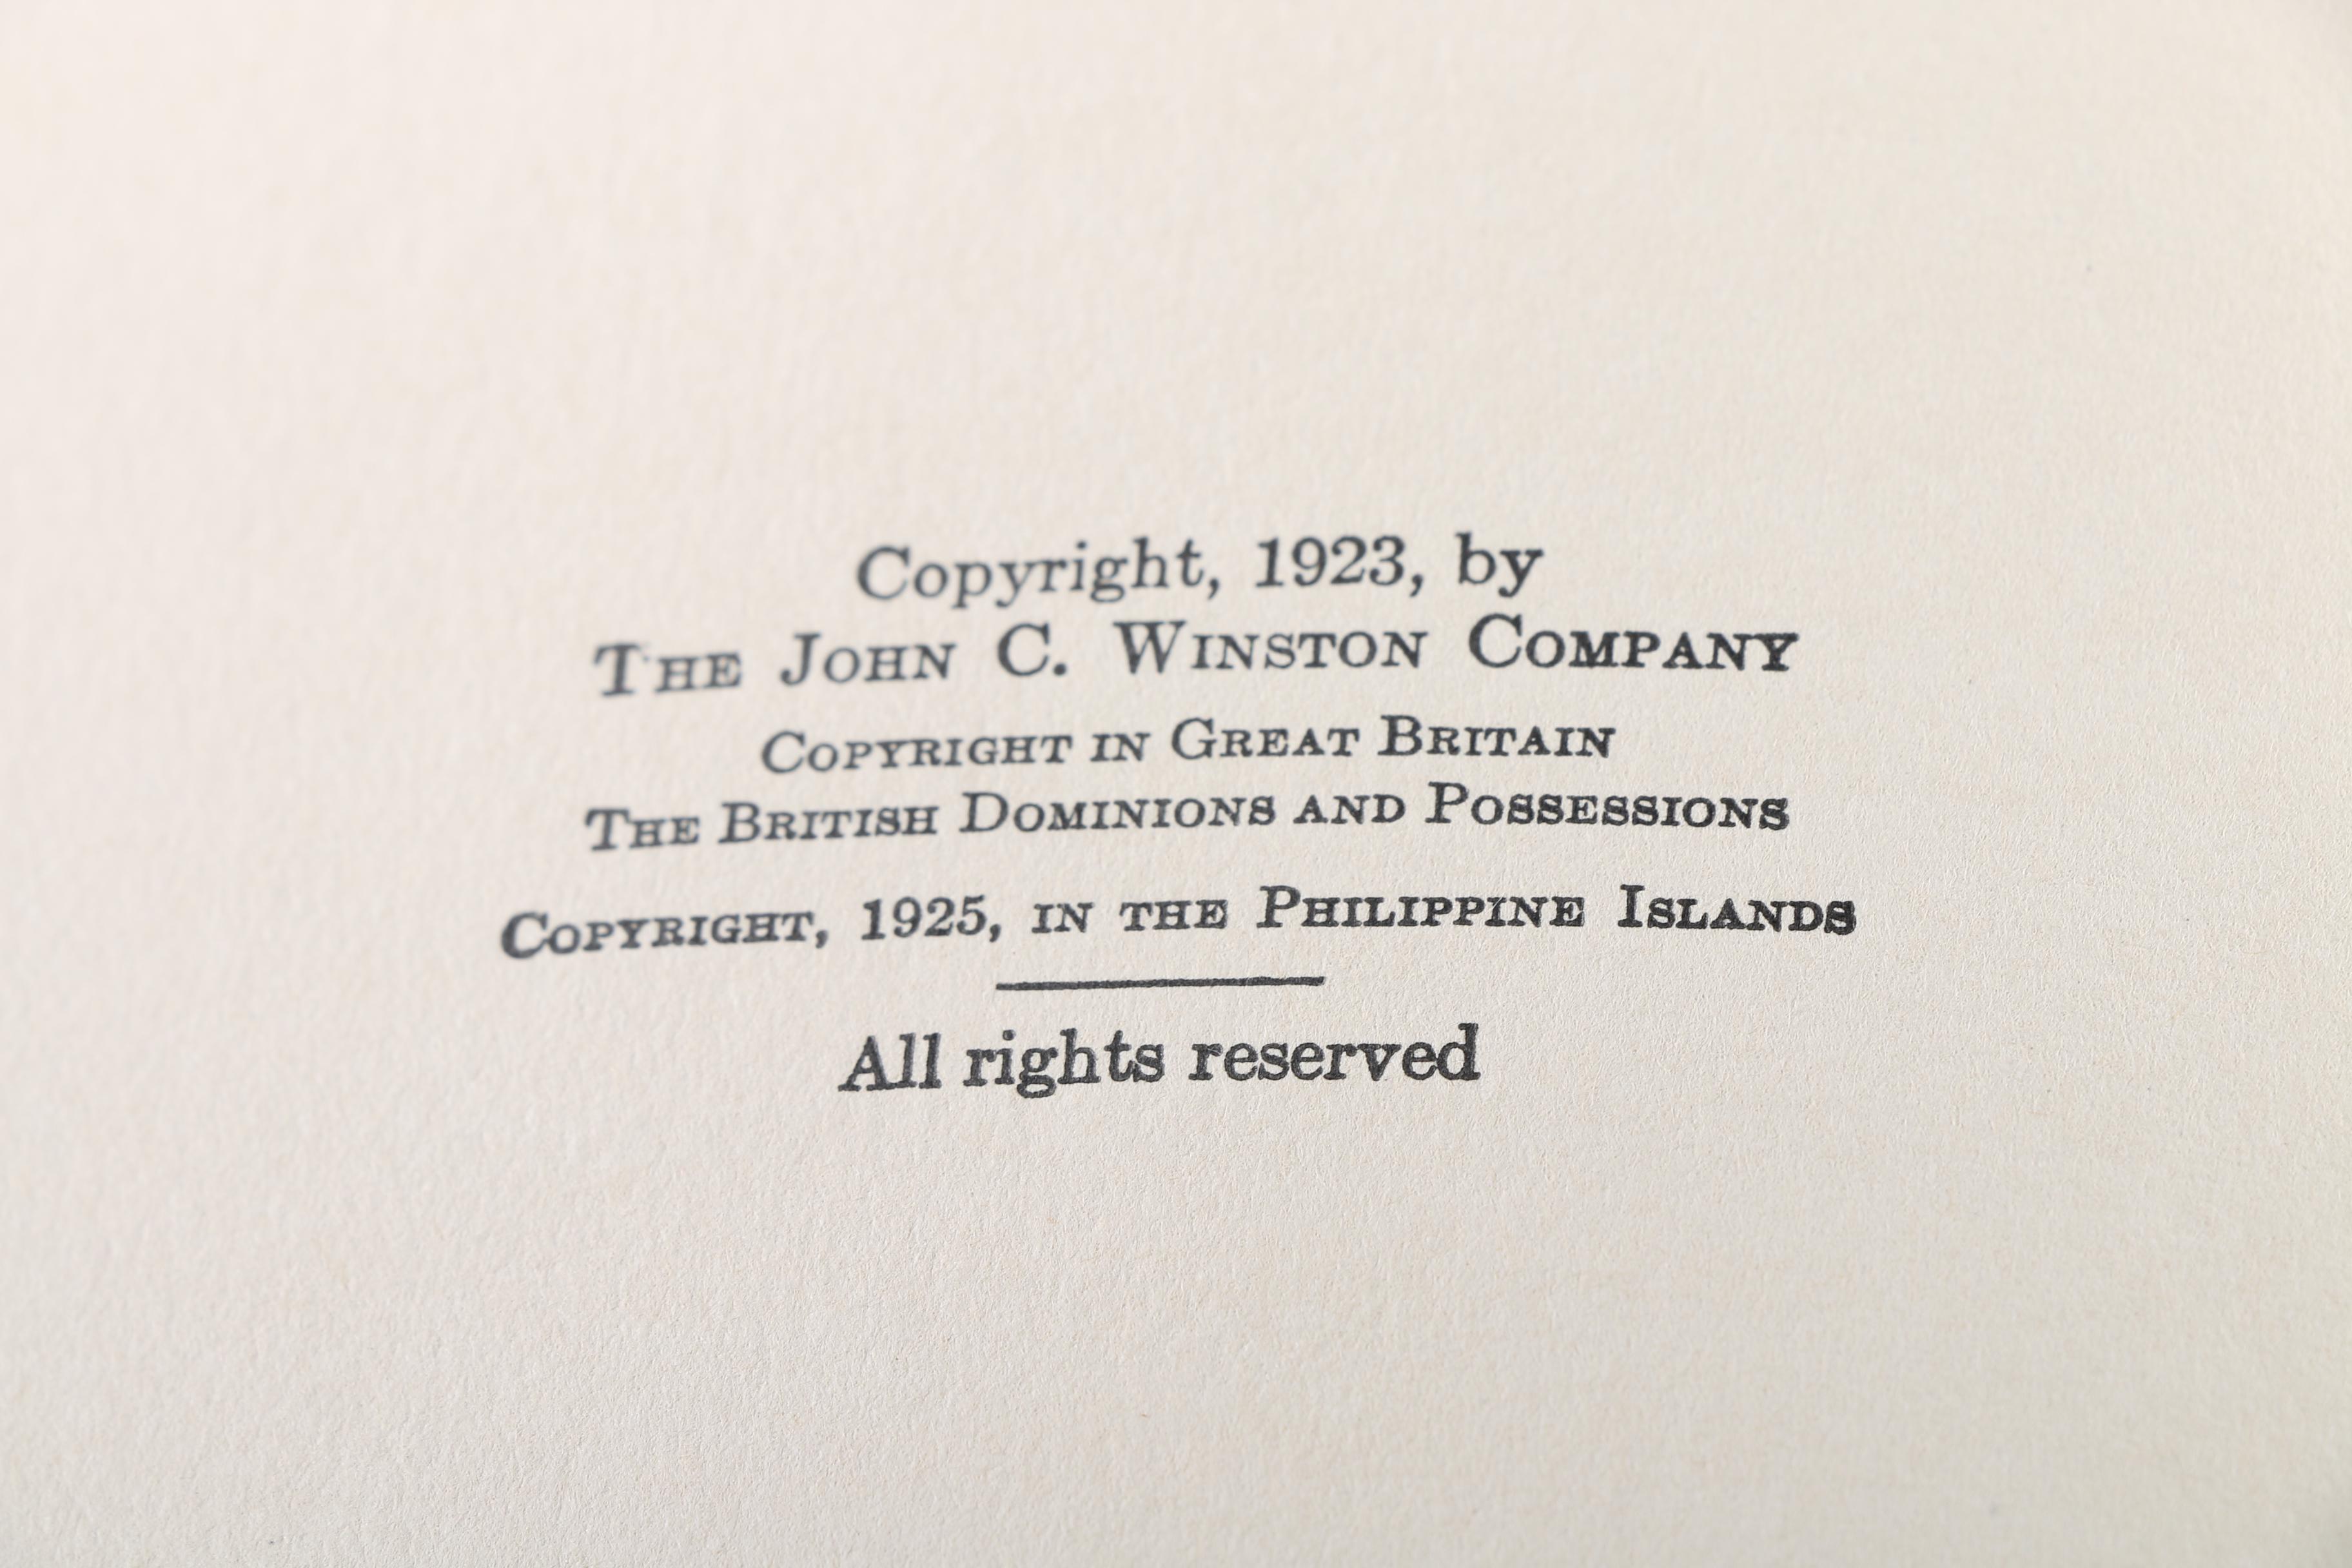 Copyright, 1923, by
The John C. Winston Company
Copyright in Great Britain
The British Dominions and Possessions
Copyright, 1925, in the Philippine Islands
All rights reserved